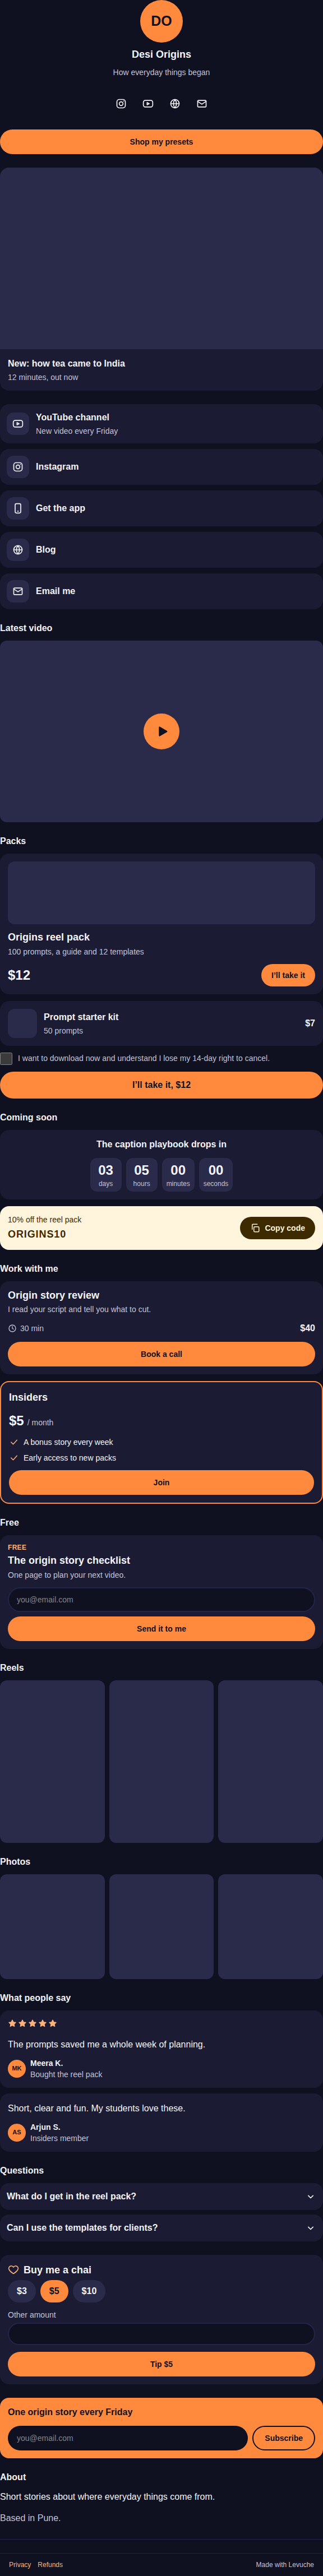 DO
Desi Origins
How everyday things began
Shop my presets
New: how tea came to India
12 minutes, out now
YouTube channel
New video every Friday
Instagram
Get the app
Blog
Email me
Latest video
Packs
Origins reel pack
100 prompts, a guide and 12 templates
$12
I'll take it
Prompt starter kit
50 prompts
$7
I want to download now and understand I lose my 14-day right to cancel.
I'll take it, $12
Coming soon
The caption playbook drops in
03 05 00 00
days hours minutes seconds
10% off the reel pack
ORIGINS10
Copy code
Work with me
Origin story review
I read your script and tell you what to cut.
30 min
$40
Book a call
Insiders
$5 / month
A bonus story every week
Early access to new packs
Join
Free
FREE
The origin story checklist
One page to plan your next video.
you@email.com
Send it to me
Reels
Photos
What people say
The prompts saved me a whole week of planning.
MK
Meera K.
Bought the reel pack
Short, clear and fun. My students love these.
AS
Arjun S.
Insiders member
Questions
What do I get in the reel pack?
Can I use the templates for clients?
Buy me a chai
$3 $5 $10
Other amount
Tip $5
One origin story every Friday
you@email.com
Subscribe
About
Short stories about where everyday things come from.
Based in Pune.
Privacy Refunds
Made with Levuche